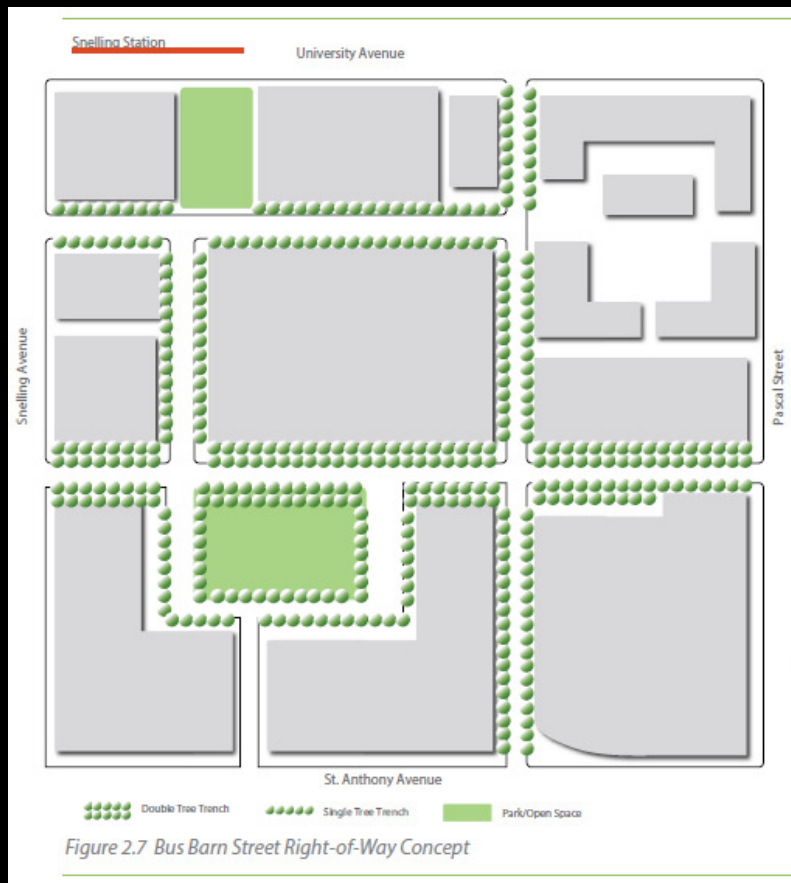 Snelling Station
University Avenue
Snelling Avenue
Pascal Street
St. Anthony Avenue
Double Tree Trench
Single Tree Trench
Park/Open Space
Figure 2.7 Bus Barn Street Right-of-Way Concept